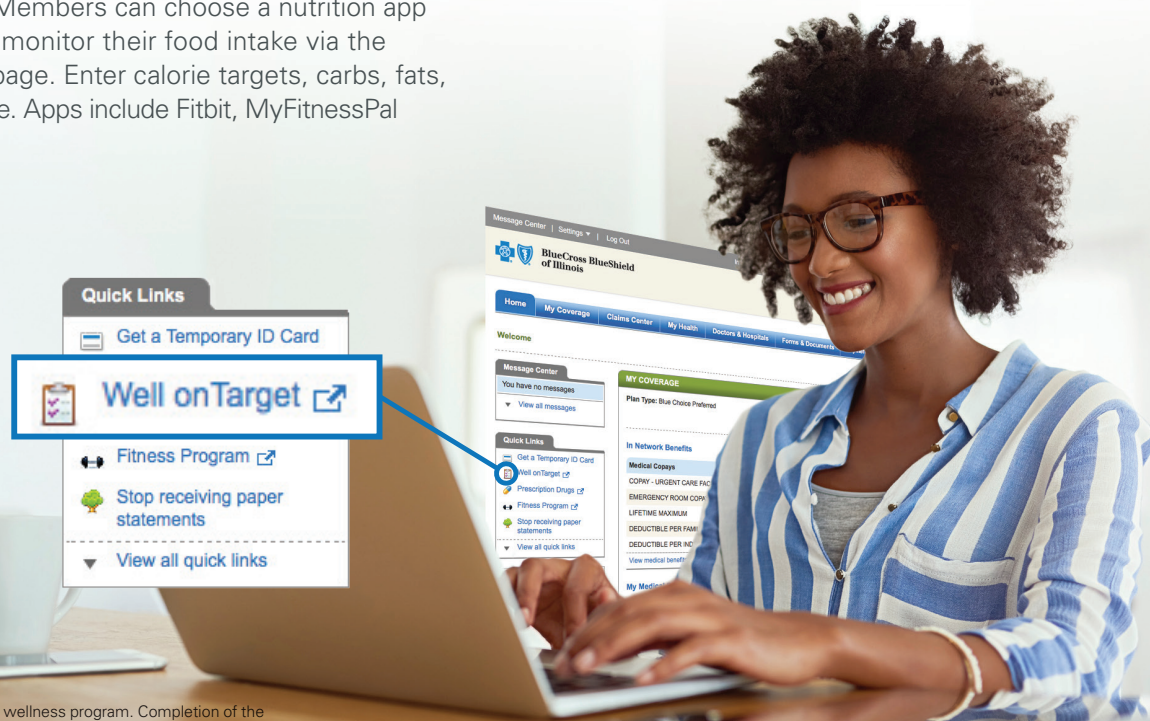 Members can choose a nutrition app
monitor their food intake via the
page. Enter calorie targets, carbs, fats,
e. Apps include Fitbit, MyFitnessPal
Quick Links
Get a Temporary ID Card
Well onTarget
Fitness Program
Stop receiving paper
statements
View all quick links
Message Center | Settings | Log Out
BlueCross BlueShield
of Illinois
Home My Coverage Claims Center My Health Doctors & Hospitals Forms & Documents
Welcome
Message Center
You have no messages
View all messages
Quick Links
Get a Temporary ID Card
Well onTarget
Prescription Drugs
Fitness Program
Stop receiving paper
statements
View all quick links
MY COVERAGE
Plan Type: Blue Choice Preferred
In Network Benefits
Medical Copays
COPAY - URGENT CARE FAC
EMERGENCY ROOM COPA
LIFETIME MAXIMUM
DEDUCTIBLE PER FAMI
DEDUCTIBLE PER IND
View medical benefit
My Medic
wellness program. Completion of the